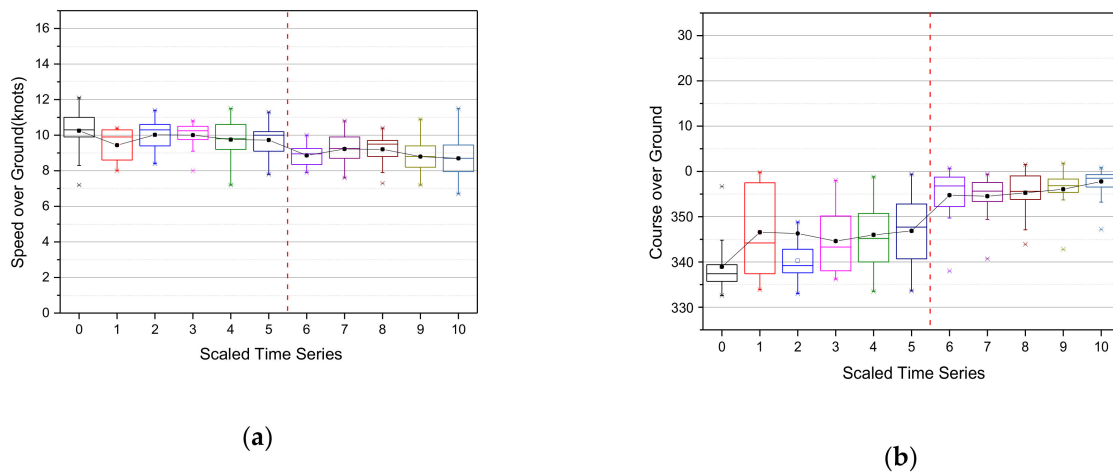 Speed over Ground(knots)
16
14
12
10
8
6
4
2
0
0 1 2 3 4 5 6 7 8 9 10
Scaled Time Series
(a)
Course over Ground
30
20
10
0
350
340
330
0 1 2 3 4 5 6 7 8 9 10
Scaled Time Series
(b)